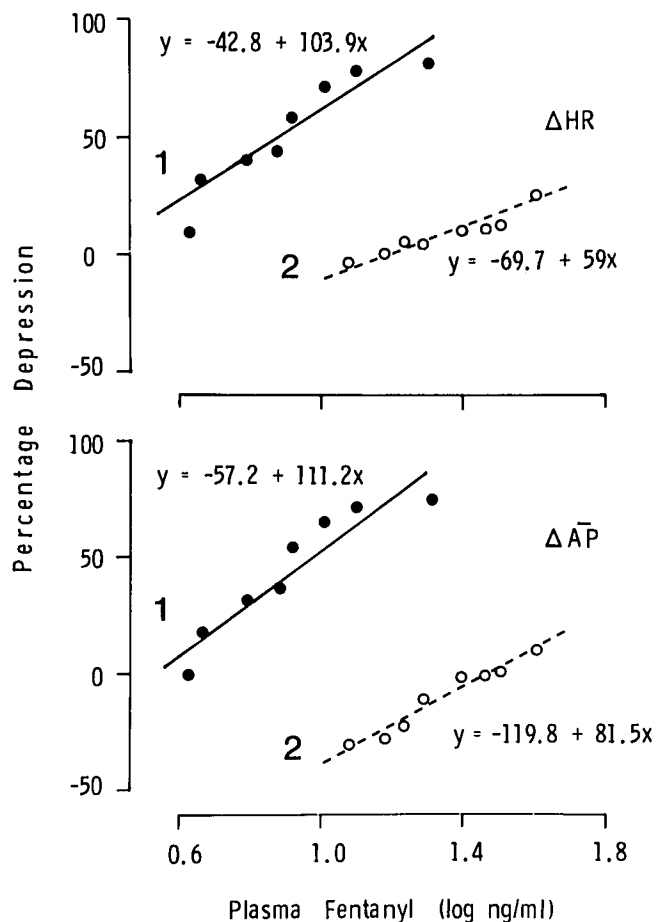 100
y = -42.8 + 103.9x
ΔHR
50
1
0
2
y = -69.7 + 59x
-50
Percentage Depression
100
y = -57.2 + 111.2x
ΔA̅P̅
50
1
0
2
y = -119.8 + 81.5x
-50
0.6 1.0 1.4 1.8
Plasma Fentanyl (log ng/ml)